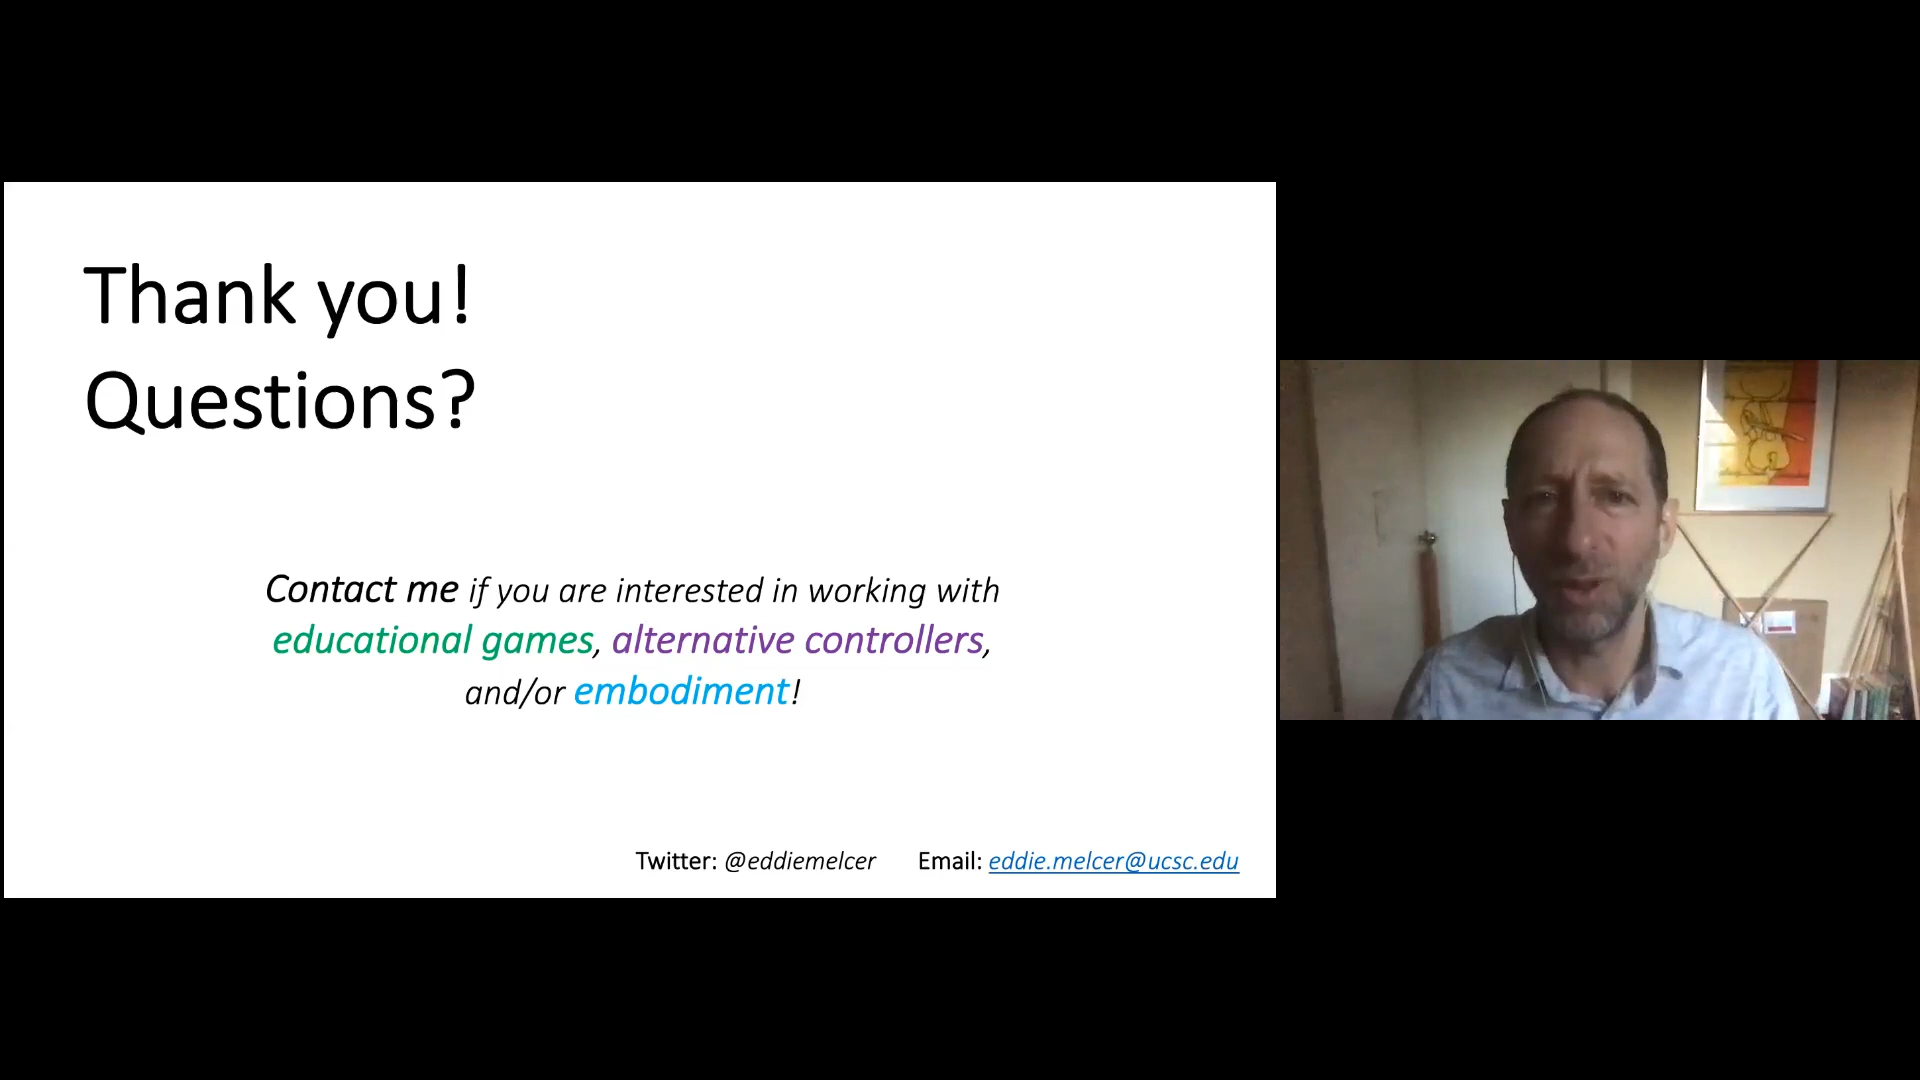 Thank you!
Questions?
Contact me if you are interested in working with
educational games, alternative controllers,
and/or embodiment!
Twitter: @eddiemelcer Email: eddie.melcer@ucsc.edu